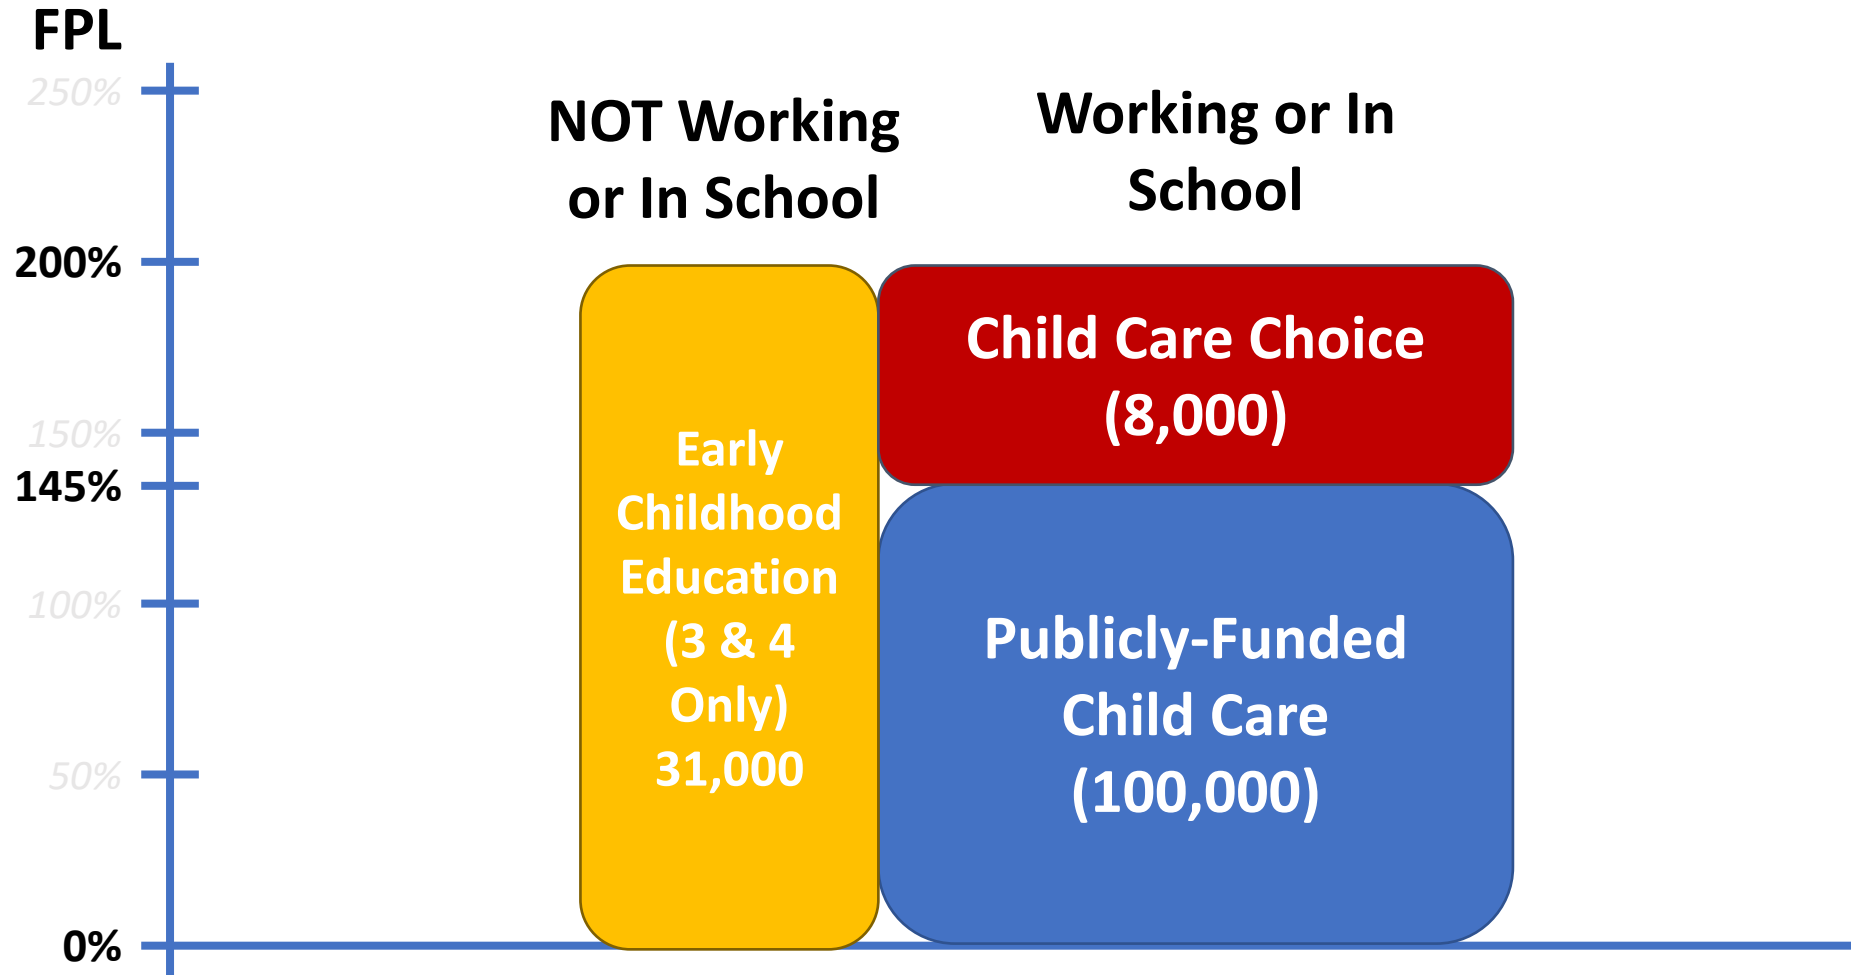 FPL
250%
200%
150%
145%
100%
50%
0%
NOT Working
or In School
Working or In
School
Early
Childhood
Education
(3 & 4
Only)
31,000
Child Care Choice
(8,000)
Publicly-Funded
Child Care
(100,000)